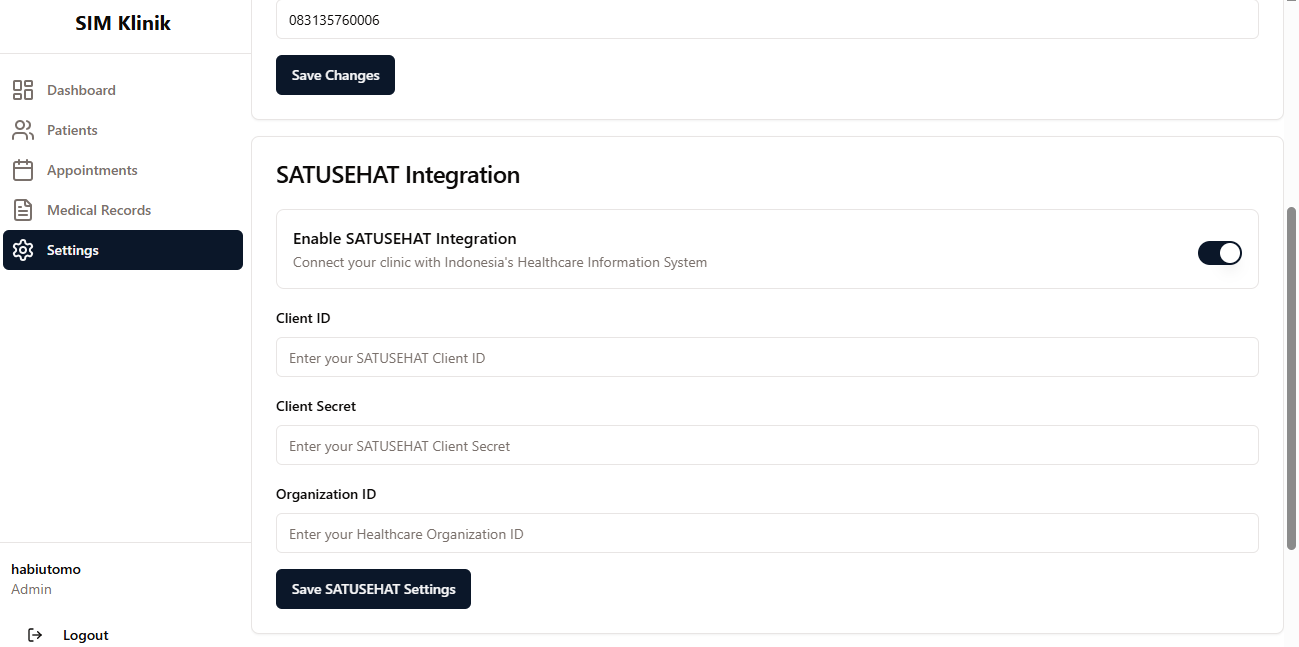 SIM Klinik
Dashboard
Patients
Appointments
Medical Records
Settings
habiutomo
Admin
Logout
083135760006
Save Changes
SATUSEHAT Integration
Enable SATUSEHAT Integration
Connect your clinic with Indonesia's Healthcare Information System
Client ID
Enter your SATUSEHAT Client ID
Client Secret
Enter your SATUSEHAT Client Secret
Organization ID
Enter your Healthcare Organization ID
Save SATUSEHAT Settings